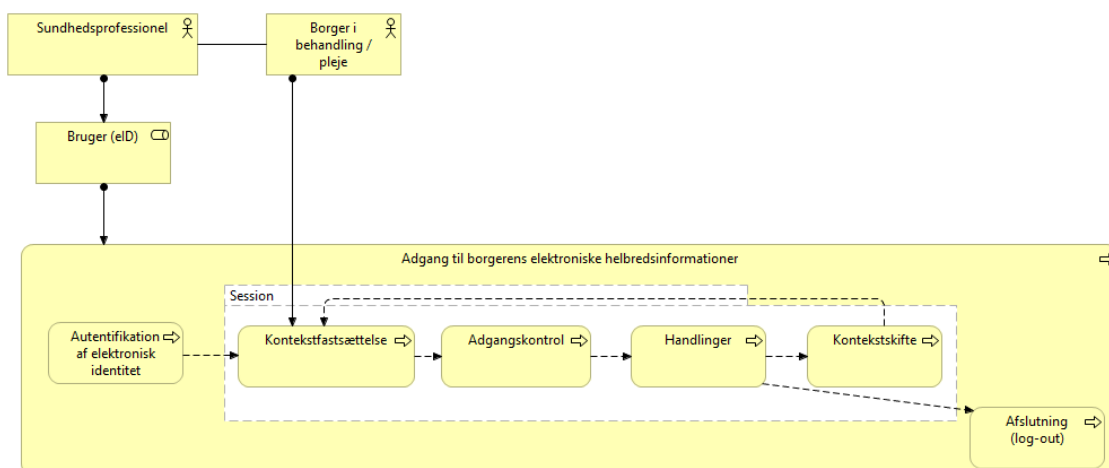 Sundhedsprofessionel
Borger i
behandling /
pleje
Bruger (eID)
Adgang til borgerens elektroniske helbredsinformationer
Session
Autentifikation
af elektronisk
identitet
Kontekstfastsættelse
Adgangskontrol
Handlinger
Kontekstskifte
Afslutning
(log-out)